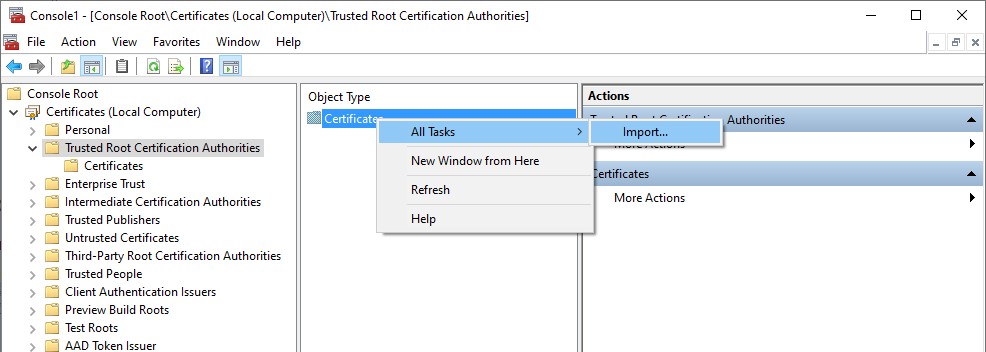 Console1 - [Console Root\Certificates (Local Computer)\Trusted Root Certification Authorities]
File Action View Favorites Window Help
Console Root
Certificates (Local Computer)
Personal
Trusted Root Certification Authorities
Certificates
Enterprise Trust
Intermediate Certification Authorities
Trusted Publishers
Untrusted Certificates
Third-Party Root Certification Authorities
Trusted People
Client Authentication Issuers
Preview Build Roots
Test Roots
AAD Token Issuer
Object Type
Certificates
All Tasks
New Window from Here
Refresh
Help
Import...
Actions
Authorities
More Actions
Certificates
More Actions